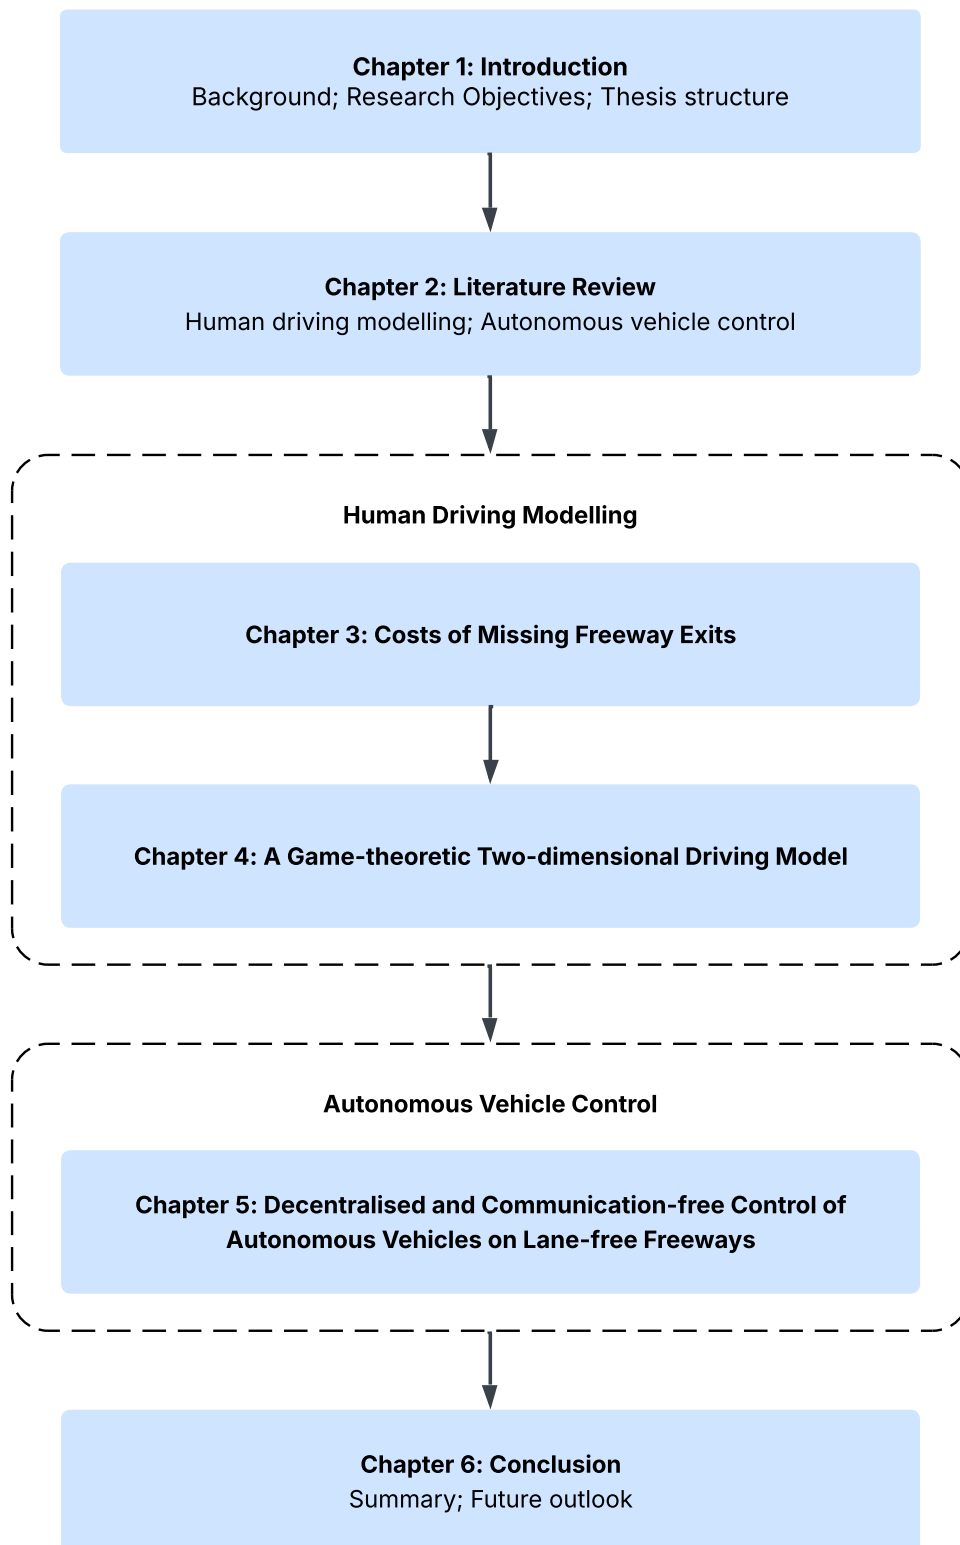 Chapter 1: Introduction
Background; Research Objectives; Thesis structure
Chapter 2: Literature Review
Human driving modelling; Autonomous vehicle control
Human Driving Modelling
Chapter 3: Costs of Missing Freeway Exits
Chapter 4: A Game-theoretic Two-dimensional Driving Model
Autonomous Vehicle Control
Chapter 5: Decentralised and Communication-free Control of
Autonomous Vehicles on Lane-free Freeways
Chapter 6: Conclusion
Summary; Future outlook